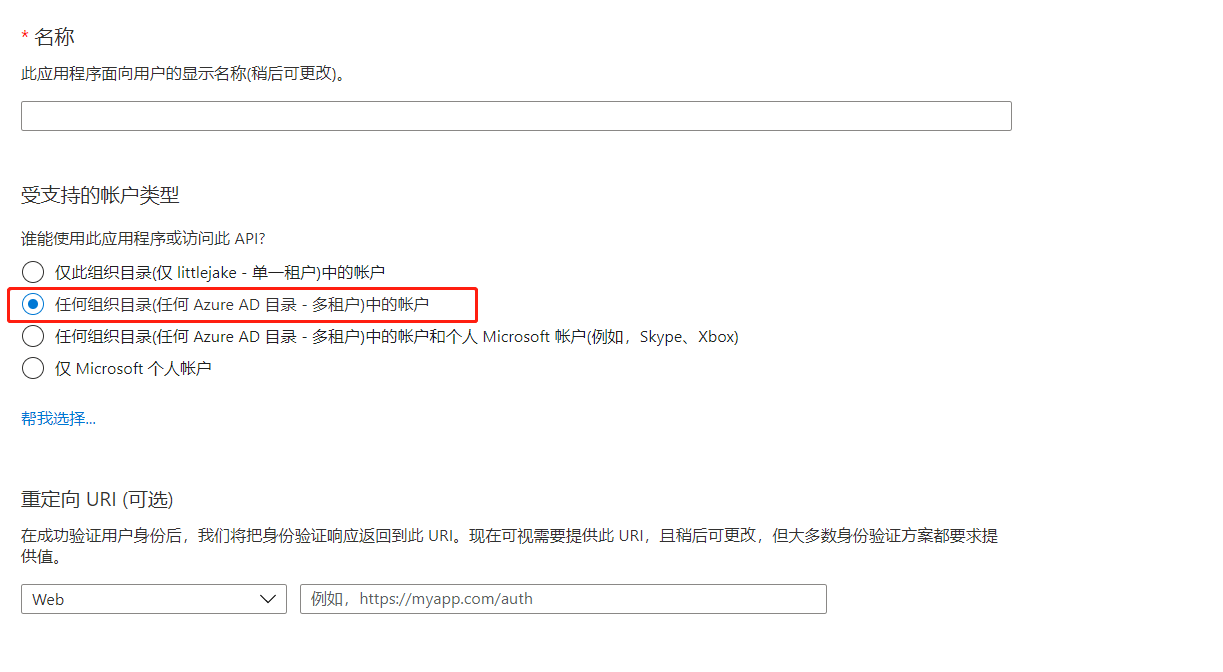 * 名称
此应用程序面向用户的显示名称(稍后可更改)。
受支持的帐户类型
谁能使用此应用程序或访问此 API?
仅此组织目录(仅 littlejake - 单一租户)中的帐户
任何组织目录(任何 Azure AD 目录 - 多租户)中的帐户
任何组织目录(任何 Azure AD 目录 - 多租户)中的帐户和个人 Microsoft 帐户(例如，Skype、Xbox)
仅 Microsoft 个人帐户
帮我选择...
重定向 URI (可选)
在成功验证用户身份后，我们将把身份验证响应返回到此 URI。现在可视需要提供此 URI，且稍后可更改，但大多数身份验证方案都要求提
供值。
Web 例如，https://myapp.com/auth